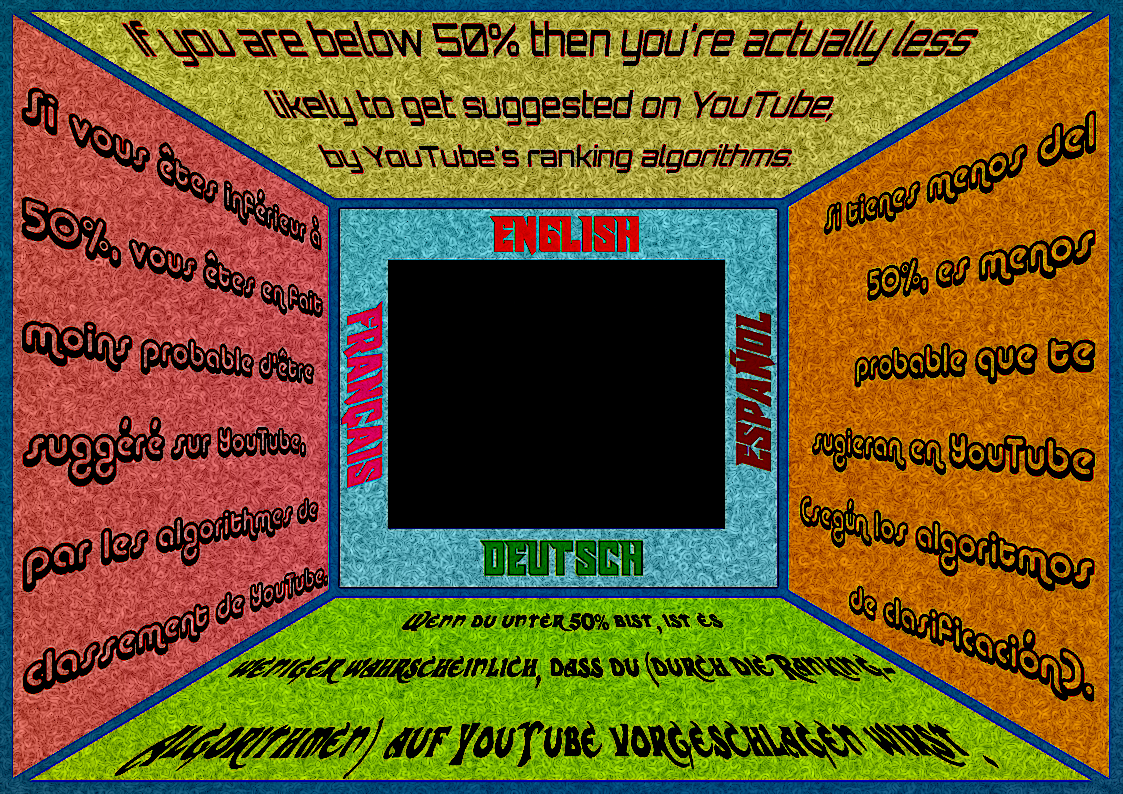 If you are below 50% then you're actually less
likely to get suggested on YouTube,
by YouTube's ranking algorithms.
Si vous êtes inférieur à
50%, vous êtes en fait
moins probable d'être
suggéré sur YouTube,
par les algorithmes de
classement de YouTube.
ENGLISH
FRANÇAIS
ESPAÑOL
DEUTSCH
Si tienes menos del
50%, es menos
probable que te
sugieran en YouTube
(según los algoritmos
de clasificación).
Wenn du unter 50% bist, ist es
weniger wahrscheinlich, dass du (durch die Ranking-
Algorithmen) auf YouTube vorgeschlagen wirst.